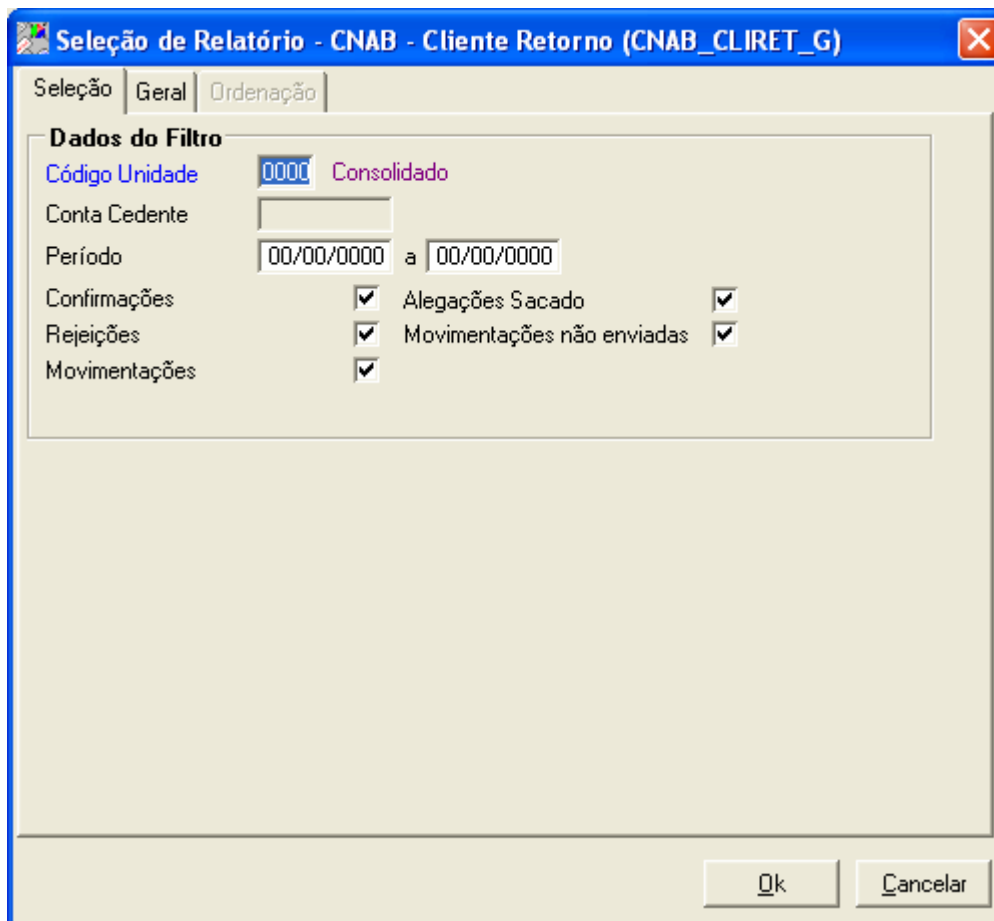 Seleção de Relatório - CNAB - Cliente Retorno (CNAB_CLIRET_G)
Seleção Geral Ordenação
Dados do Filtro
Código Unidade 0000 Consolidado
Conta Cedente
Período 00/00/0000 a 00/00/0000
Confirmações Alegações Sacado
Rejeições Movimentações não enviadas
Movimentações
Ok Cancelar